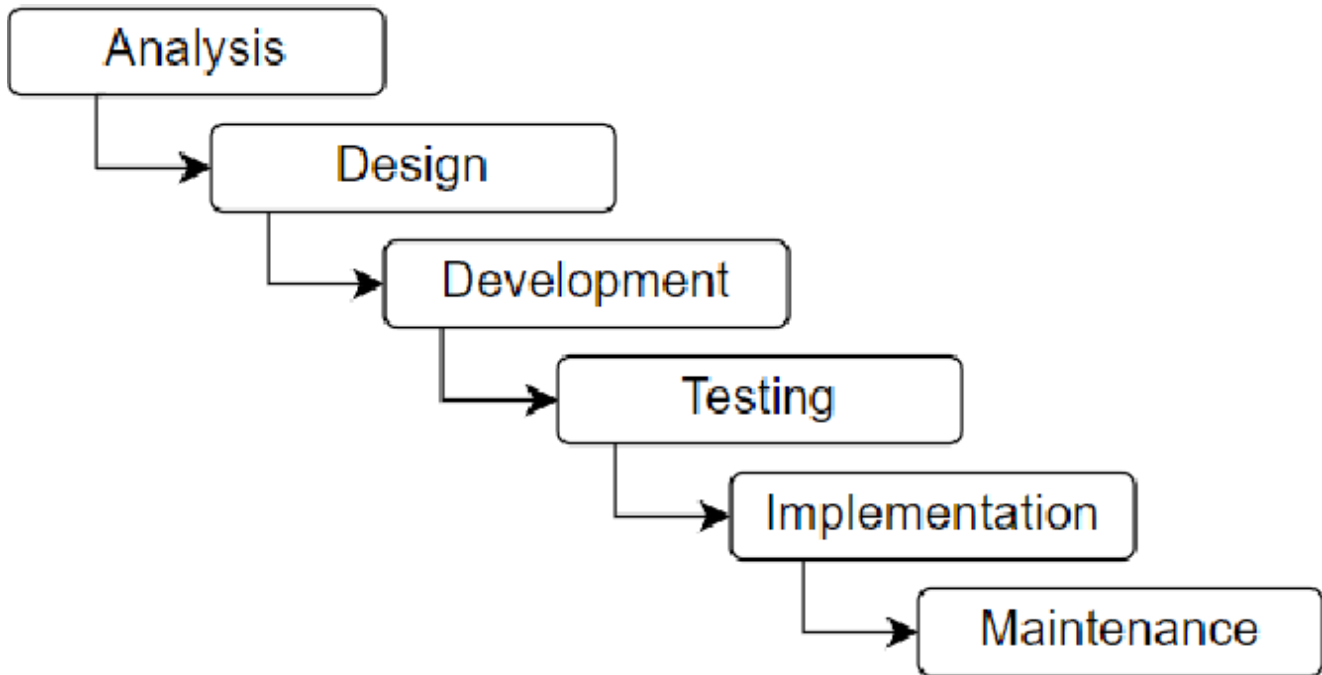 Analysis
Design
Development
Testing
Implementation
Maintenance